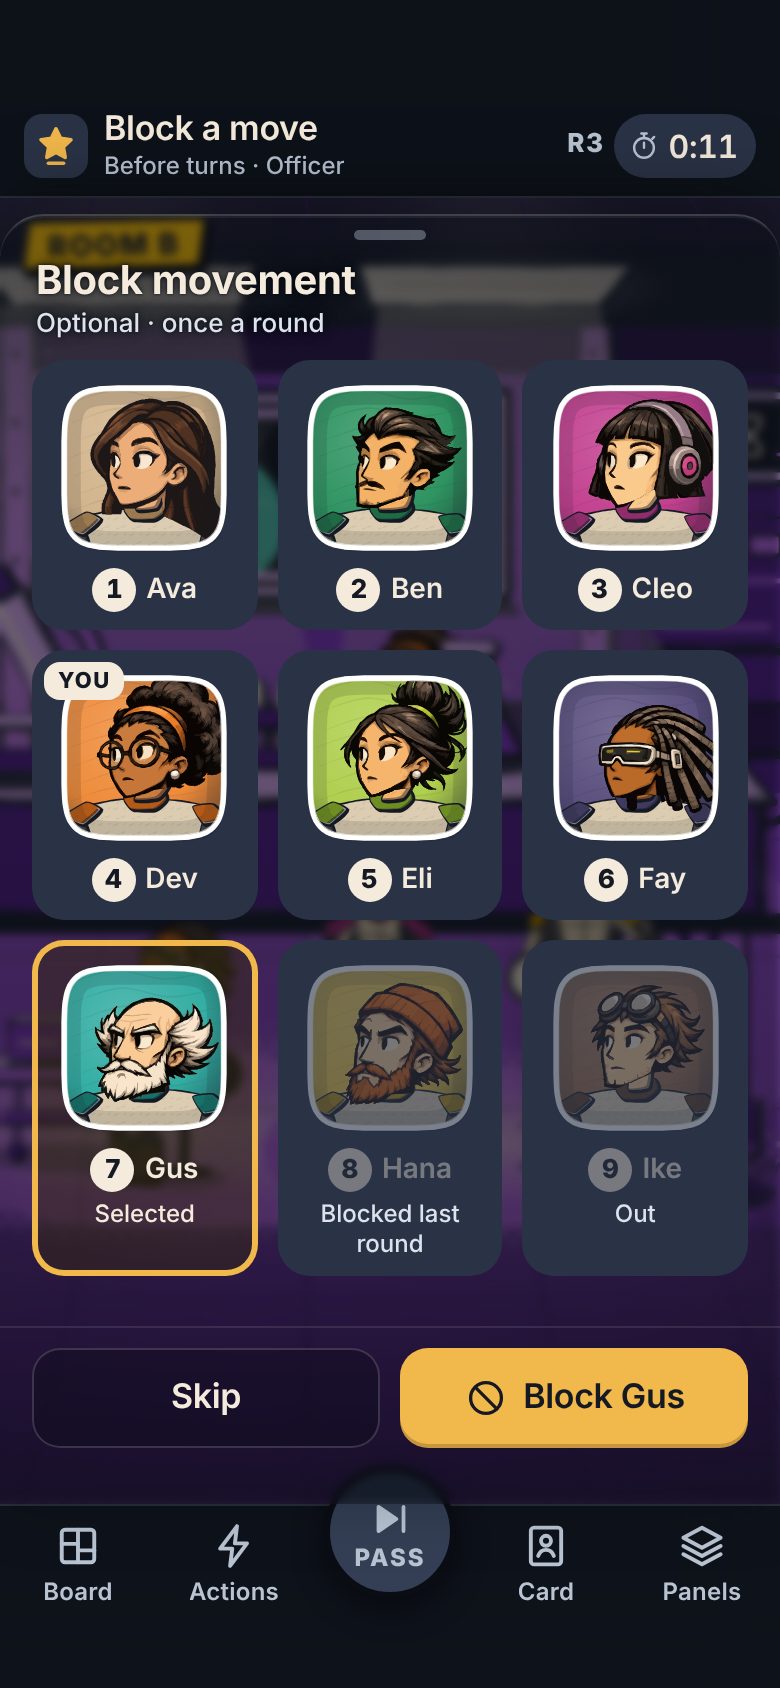 Block a move
Before turns · Officer
R3
0:11
ROOM B
Block movement
Optional · once a round
1 Ava
2 Ben
3 Cleo
YOU
4 Dev
5 Eli
6 Fay
7 Gus
Selected
8 Hana
Blocked last
round
9 Ike
Out
Skip
Block Gus
PASS
Board
Actions
Card
Panels